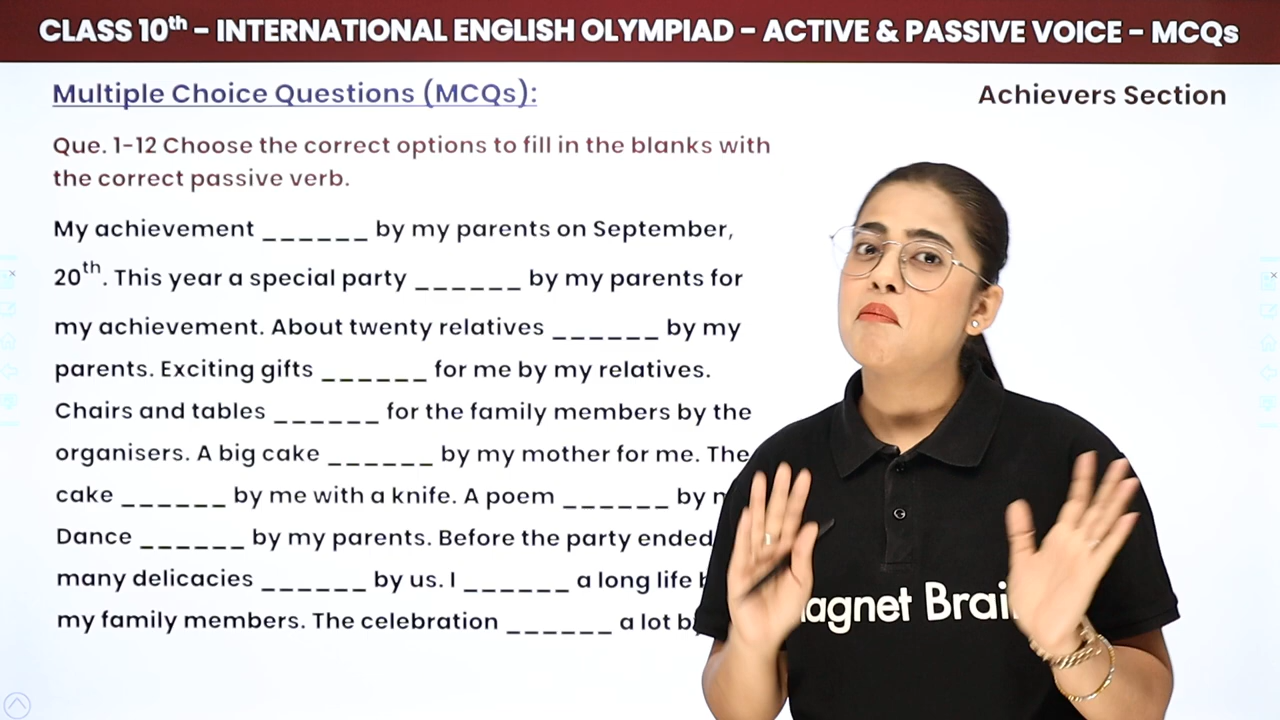 CLASS 10th - INTERNATIONAL ENGLISH OLYMPIAD - ACTIVE & PASSIVE VOICE - MCQs
Multiple Choice Questions (MCQs):
Achievers Section
Que. 1-12 Choose the correct options to fill in the blanks with
the correct passive verb.
My achievement ______ by my parents on September,
20th. This year a special party ______ by my parents for
my achievement. About twenty relatives ______ by my
parents. Exciting gifts ______ for me by my relatives.
Chairs and tables ______ for the family members by the
organisers. A big cake ______ by my mother for me. The
cake ______ by me with a knife. A poem ______ by
Dance ______ by my parents. Before the party ended
many delicacies ______ by us. I ______ a long life
my family members. The celebration ______ a lot